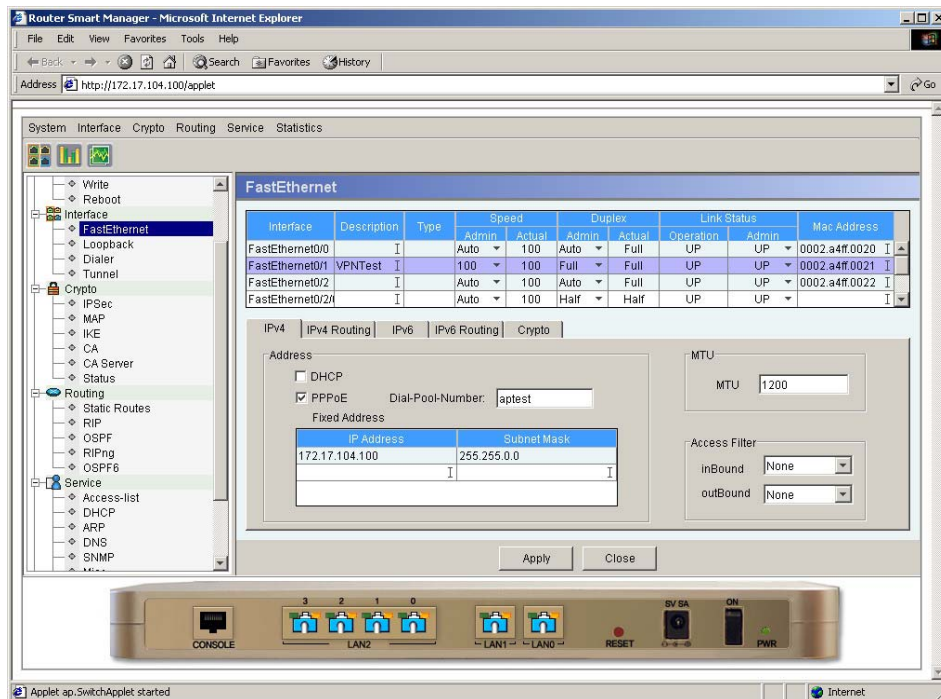 Router Smart Manager - Microsoft Internet Explorer
File Edit View Favorites Tools Help
Back Search Favorites History
Address http://172.17.104.100/applet Go
System Interface Crypto Routing Service Statistics
Write
Reboot
Interface
FastEthernet
Loopback
Dialer
Tunnel
Crypto
IPSec
MAP
IKE
CA
CA Server
Status
Routing
Static Routes
RIP
OSPF
RIPng
OSPF6
Service
Access-list
DHCP
ARP
DNS
SNMP
FastEthernet
Interface Description Type Speed Duplex Link Status Mac Address
Admin Actual Admin Actual Operation Admin
FastEthernet0/0 Auto 100 Auto Full UP UP 0002.a4ff.0020
FastEthernet0/1 VPNTest 100 100 Full Full UP UP 0002.a4ff.0021
FastEthernet0/2 Auto 100 Auto Full UP UP 0002.a4ff.0022
FastEthernet0/2/ Auto 100 Half Half UP UP
IPv4 IPv4 Routing IPv6 IPv6 Routing Crypto
Address
DHCP
PPPoE Dial-Pool-Number: aptest
Fixed Address
IP Address Subnet Mask
172.17.104.100 255.255.0.0
MTU
MTU 1200
Access Filter
inBound None
outBound None
Apply Close
3 2 1 0 5V 5A ON
CONSOLE LAN2 LAN1 LAN0 RESET PWR
Applet ap.SwitchApplet started Internet